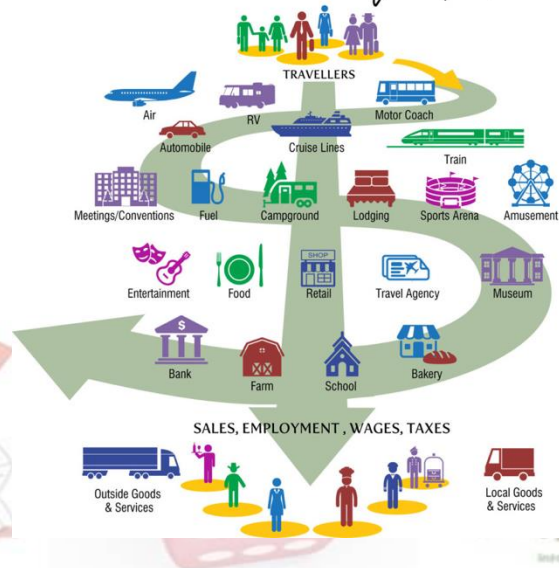 TRAVELLERS
Air
RV
Motor Coach
Automobile
Cruise Lines
Train
Meetings/Conventions
Fuel
Campground
Lodging
Sports Arena
Amusement
SHOP
Entertainment
Food
Retail
Travel Agency
Museum
$
Bank
Farm
School
Bakery
SALES, EMPLOYMENT , WAGES, TAXES
Outside Goods
& Services
Local Goods
& Services